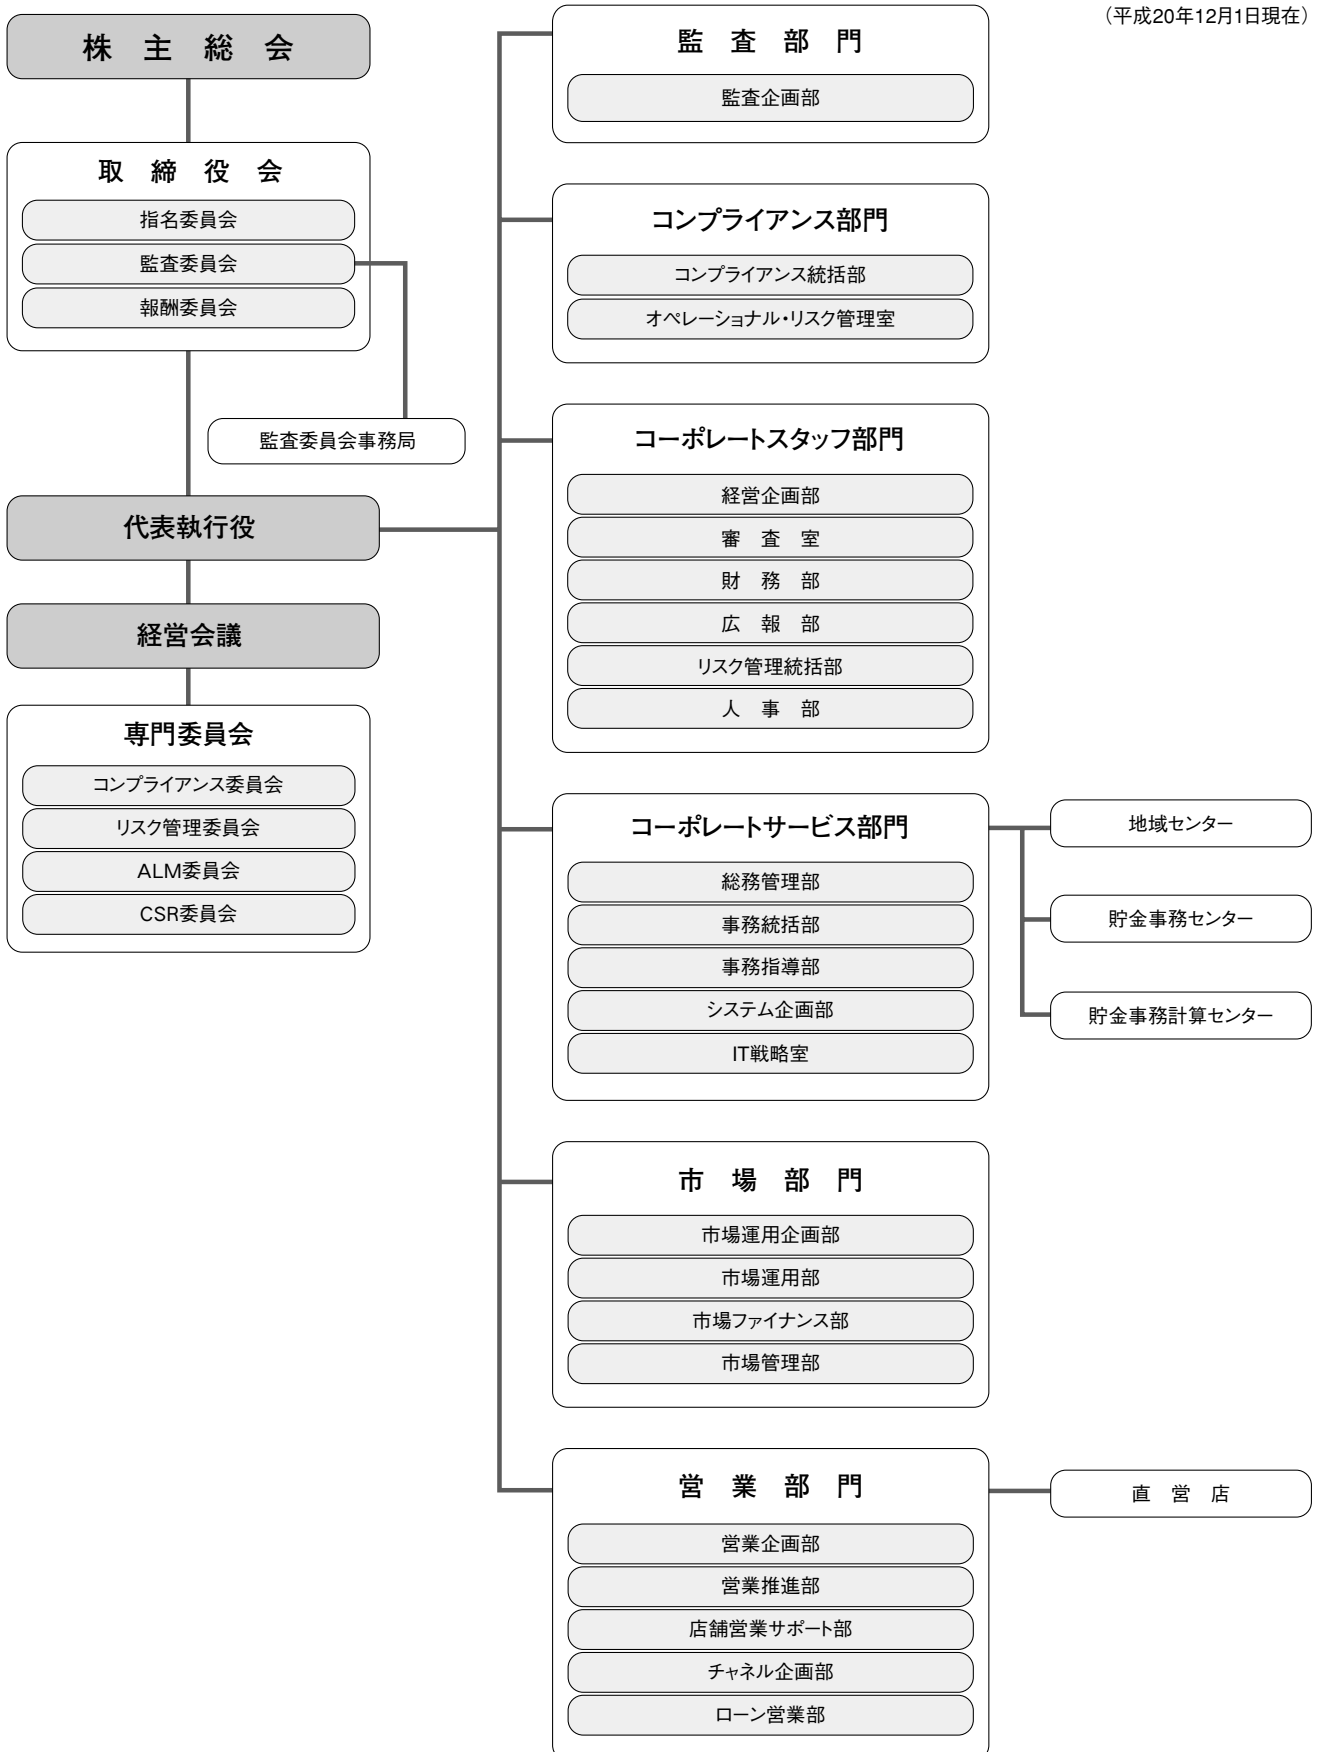 （平成20年12月1日現在）
株　主　総　会
取　締　役　会
指名委員会
監査委員会
報酬委員会
監査委員会事務局
代表執行役
経営会議
専門委員会
コンプライアンス委員会
リスク管理委員会
ALM委員会
CSR委員会
監　査　部　門
監査企画部
コンプライアンス部門
コンプライアンス統括部
オペレーショナル・リスク管理室
コーポレートスタッフ部門
経営企画部
審　査　室
財　務　部
広　報　部
リスク管理統括部
人　事　部
コーポレートサービス部門
総務管理部
事務統括部
事務指導部
システム企画部
IT戦略室
地域センター
貯金事務センター
貯金事務計算センター
市　場　部　門
市場運用企画部
市場運用部
市場ファイナンス部
市場管理部
営　業　部　門
営業企画部
営業推進部
店舗営業サポート部
チャネル企画部
ローン営業部
直　営　店